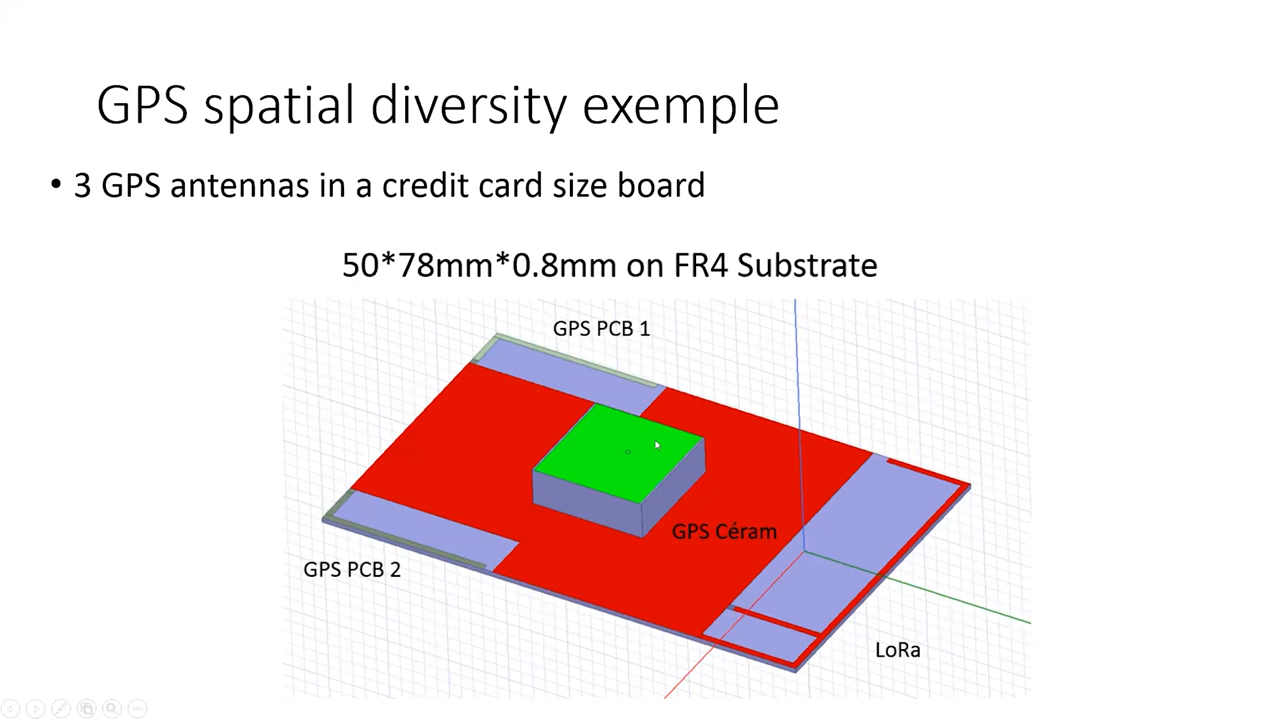 GPS spatial diversity exemple
• 3 GPS antennas in a credit card size board
50*78mm*0.8mm on FR4 Substrate
GPS PCB 1
GPS Céram
GPS PCB 2
LoRa